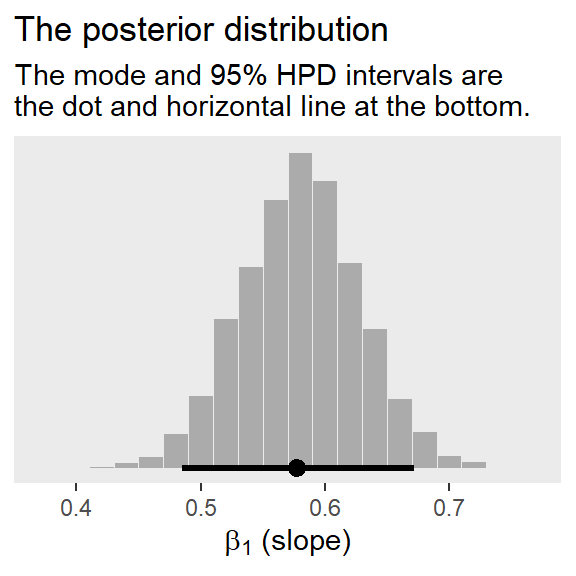 The posterior distribution
The mode and 95% HPD intervals are
the dot and horizontal line at the bottom.
0.4 0.5 0.6 0.7
β₁ (slope)